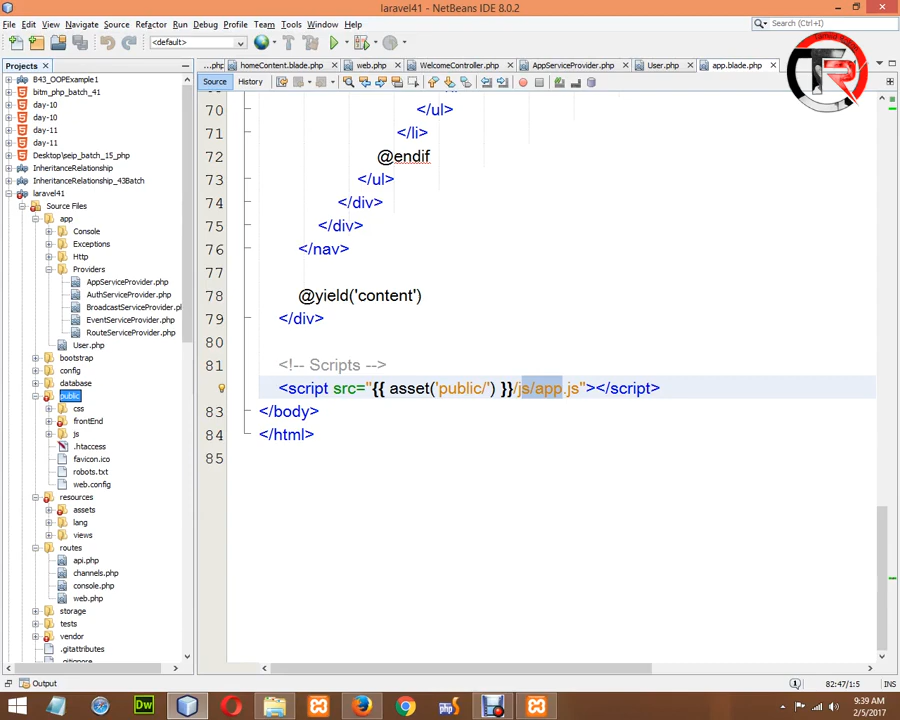 laravel41 - NetBeans IDE 8.0.2
File Edit View Navigate Source Refactor Run Debug Profile Team Tools Window Help
Search (Ctrl+I)
<default>
Projects
...php homeContent.blade.php web.php WelcomeController.php AppServiceProvider.php User.php app.blade.php
Source History
B43_OOPExample1
bitm_php_batch_41
day-10
day-10
day-11
day-11
Desktop\seip_batch_15_php
InheritanceRelationship
InheritanceRelationship_43Batch
laravel41
Source Files
app
Console
Exceptions
Http
Providers
AppServiceProvider.php
AuthServiceProvider.php
BroadcastServiceProvider.pl
EventServiceProvider.php
RouteServiceProvider.php
User.php
bootstrap
config
database
public
css
frontEnd
js
.htaccess
favicon.ico
robots.txt
web.config
resources
assets
lang
views
routes
api.php
channels.php
console.php
web.php
storage
tests
vendor
.gitattributes
.gitignore
70 </ul>
71 </li>
72 @endif
73 </ul>
74 </div>
75 </div>
76 </nav>
77
78 @yield('content')
79 </div>
80
81 <!-- Scripts -->
<script src="{{ asset('public/') }}/js/app.js"></script>
83 </body>
84 </html>
85
Output
82:47/1:5
INS
Dw
php
9:39 AM
2/5/2017